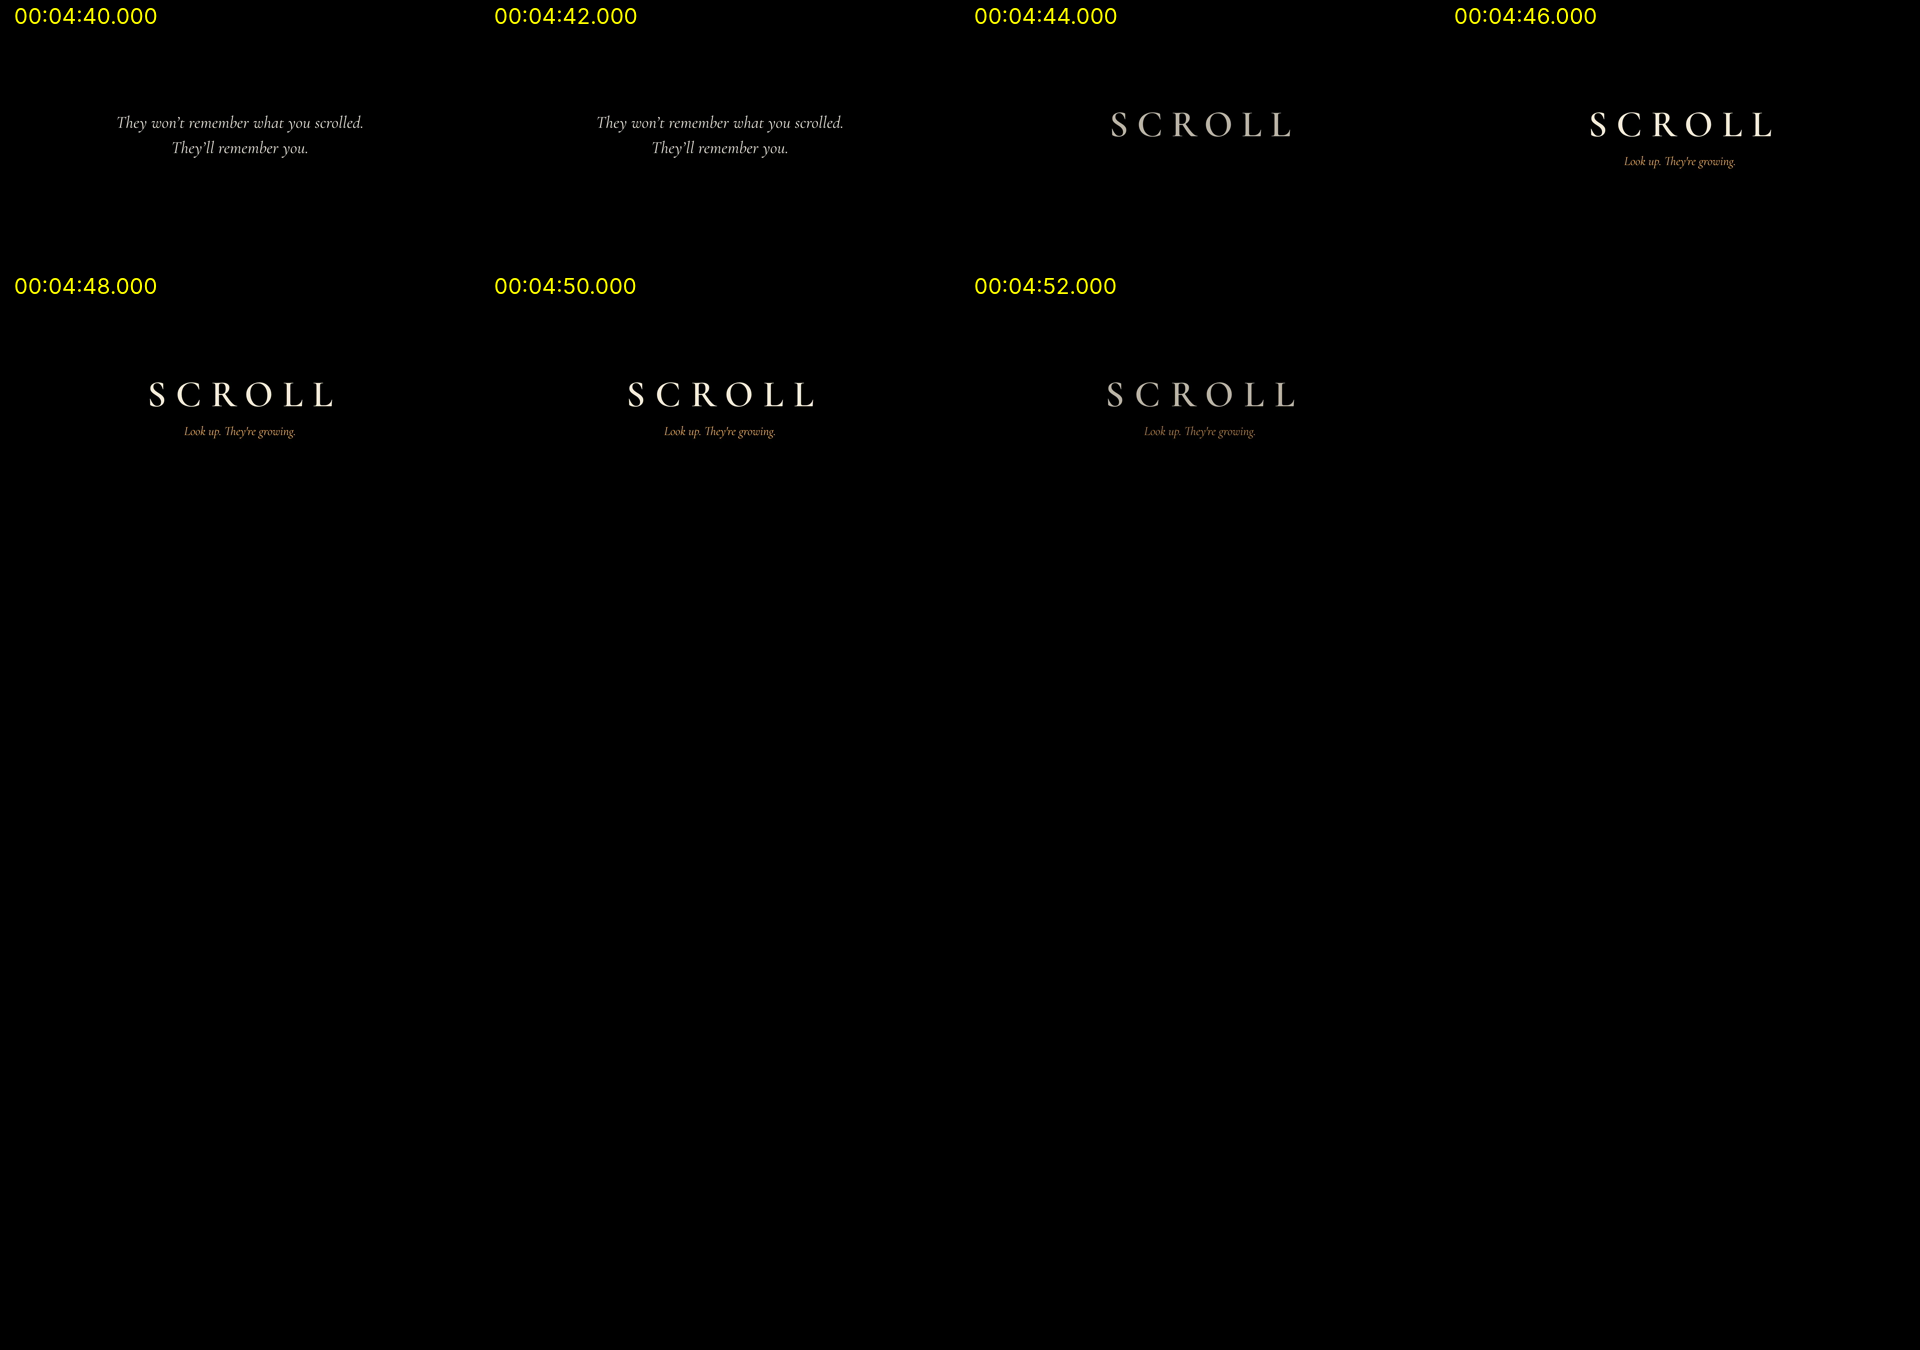 00:04:40.000
They won’t remember what you scrolled.
They’ll remember you.
00:04:42.000
They won’t remember what you scrolled.
They’ll remember you.
00:04:44.000
SCROLL
00:04:46.000
SCROLL
Look up. They're growing.
00:04:48.000
SCROLL
Look up. They're growing.
00:04:50.000
SCROLL
Look up. They're growing.
00:04:52.000
SCROLL
Look up. They're growing.